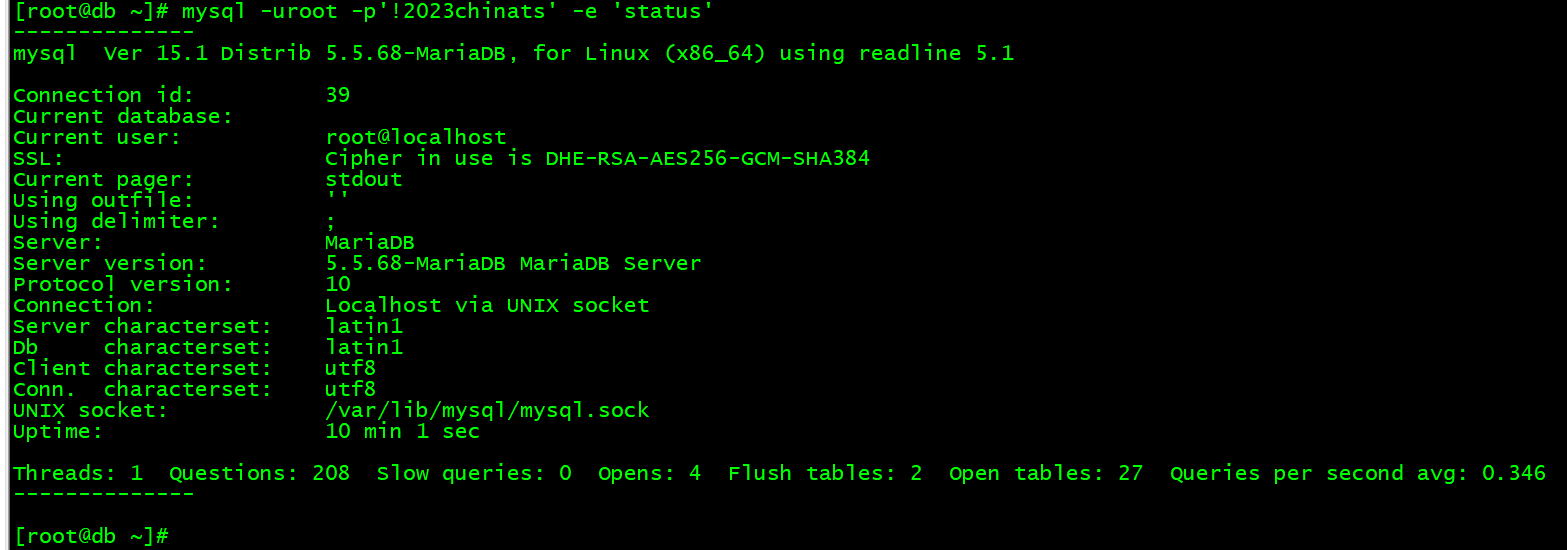 [root@db ~]# mysql -uroot -p'!2023chinats' -e 'status'
--------------
mysql  Ver 15.1 Distrib 5.5.68-MariaDB, for Linux (x86_64) using readline 5.1

Connection id:          39
Current database:
Current user:           root@localhost
SSL:                    Cipher in use is DHE-RSA-AES256-GCM-SHA384
Current pager:          stdout
Using outfile:          ''
Using delimiter:        ;
Server:                 MariaDB
Server version:         5.5.68-MariaDB MariaDB Server
Protocol version:       10
Connection:             Localhost via UNIX socket
Server characterset:    latin1
Db     characterset:    latin1
Client characterset:    utf8
Conn.  characterset:    utf8
UNIX socket:            /var/lib/mysql/mysql.sock
Uptime:                 10 min 1 sec

Threads: 1  Questions: 208  Slow queries: 0  Opens: 4  Flush tables: 2  Open tables: 27  Queries per second avg: 0.346
--------------

[root@db ~]#